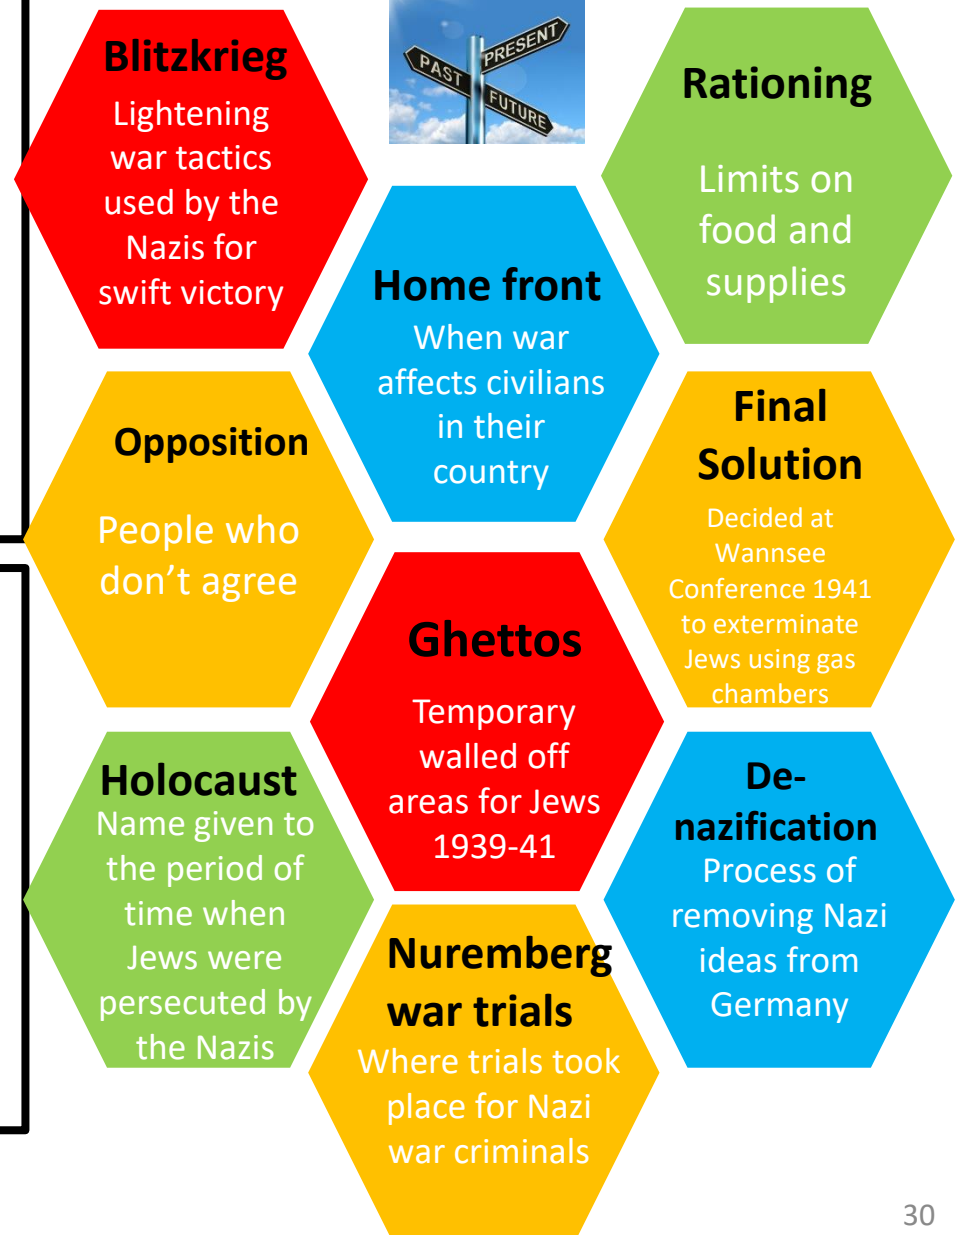 Blitzkrieg
Lightening
war tactics
used by the
Nazis for
swift victory
PAST
PRESENT
FUTURE
Rationing
Limits on
food and
supplies
Home front
When war
affects civilians
in their
country
Opposition
People who
don't agree
Final
Solution
Decided at
Wannsee
Conference 1941
to exterminate
Jews using gas
chambers
Ghettos
Temporary
walled off
areas for Jews
1939-41
Holocaust
Name given to
the period of
time when
Jews were
persecuted by
the Nazis
De-
nazification
Process of
removing Nazi
ideas from
Germany
Nuremberg
war trials
Where trials took
place for Nazi
war criminals
30